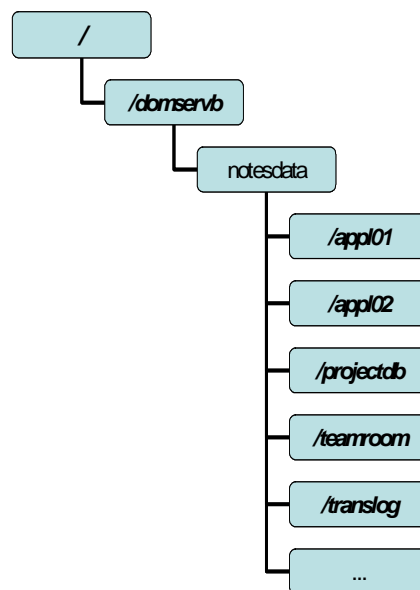 /
/domservb
notesdata
/appl01
/appl02
/projectdb
/teamroom
/translog
...